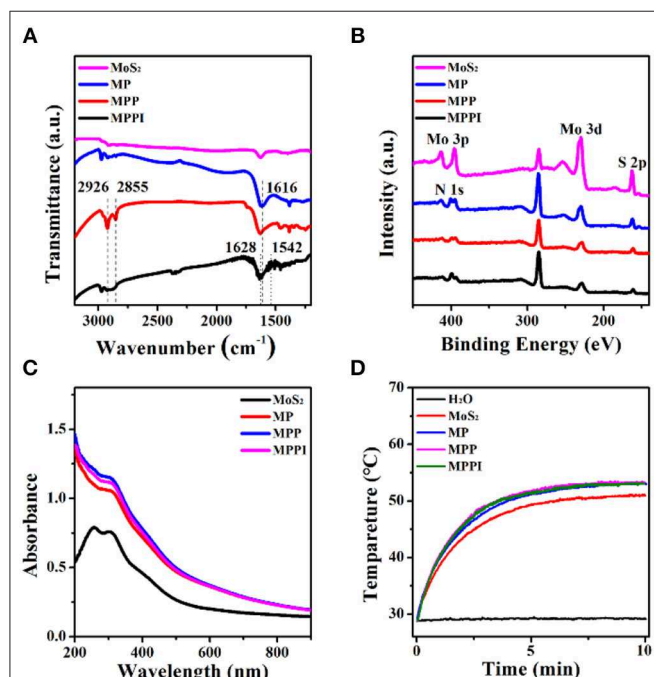 A
MoS₂
MP
MPP
MPPI
2926
2855
1616
1628
1542
Transmittance (a.u.)
3000
2500
2000
1500
Wavenumber (cm⁻¹)
B
MoS₂
MP
MPP
MPPI
Mo 3p
Mo 3d
S 2p
N 1s
Intensity (a.u.)
450
300
150
Binding Energy (eV)
C
MoS₂
MP
MPP
MPPI
Absorbance
1.5
1.0
0.5
0.0
200
400
600
800
Wavelength (nm)
D
H₂O
MoS₂
MP
MPP
MPPI
Tempareture (°C)
70
60
50
40
30
0
5
10
Time (min)